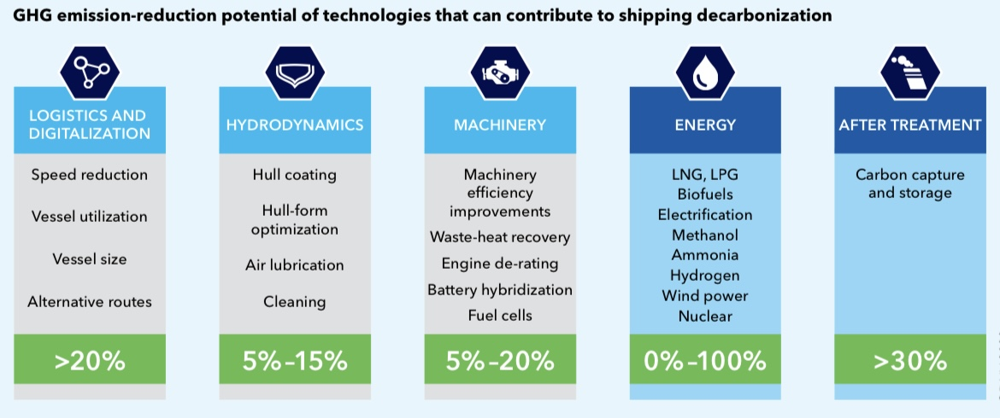 GHG emission-reduction potential of technologies that can contribute to shipping decarbonization
LOGISTICS AND
DIGITALIZATION
Speed reduction
Vessel utilization
Vessel size
Alternative routes
>20%
HYDRODYNAMICS
Hull coating
Hull-form
optimization
Air lubrication
Cleaning
5%–15%
MACHINERY
Machinery
efficiency
improvements
Waste-heat recovery
Engine de-rating
Battery hybridization
Fuel cells
5%–20%
ENERGY
LNG, LPG
Biofuels
Electrification
Methanol
Ammonia
Hydrogen
Wind power
Nuclear
0%–100%
AFTER TREATMENT
Carbon capture
and storage
>30%